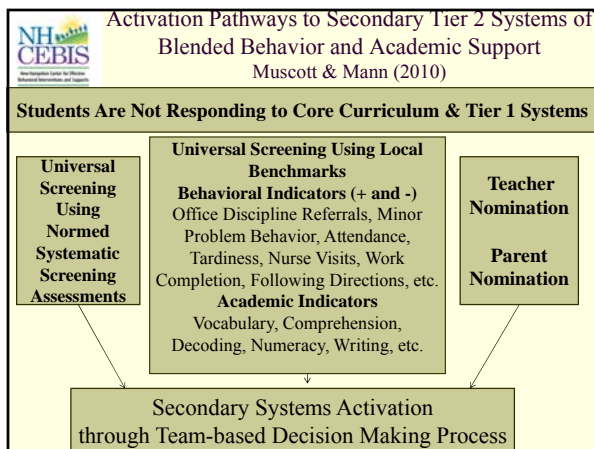 NH
CEBIS
New Hampshire Center for Effective
Behavioral Interventions and Supports
Activation Pathways to Secondary Tier 2 Systems of
Blended Behavior and Academic Support
Muscott & Mann (2010)
Students Are Not Responding to Core Curriculum & Tier 1 Systems
Universal
Screening
Using
Normed
Systematic
Screening
Assessments
Universal Screening Using Local
Benchmarks
Behavioral Indicators (+ and -)
Office Discipline Referrals, Minor
Problem Behavior, Attendance,
Tardiness, Nurse Visits, Work
Completion, Following Directions, etc.
Academic Indicators
Vocabulary, Comprehension,
Decoding, Numeracy, Writing, etc.
Teacher
Nomination
Parent
Nomination
Secondary Systems Activation
through Team-based Decision Making Process